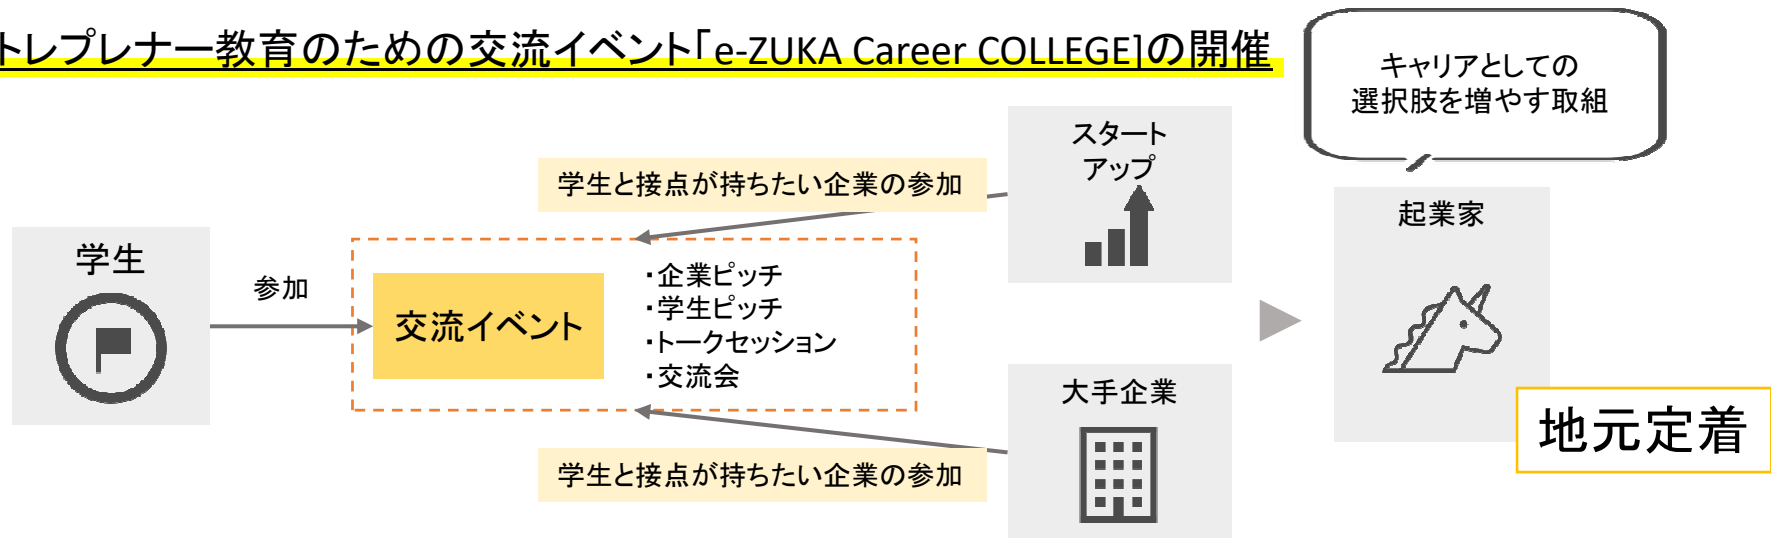 トレプレナー教育のための交流イベント「e-ZUKA Career COLLEGE]の開催
キャリアとしての
選択肢を増やす取組
スタート
アップ
学生と接点が持ちたい企業の参加
起業家
学生
参加
交流イベント
・企業ピッチ
・学生ピッチ
・トークセッション
・交流会
大手企業
地元定着
学生と接点が持ちたい企業の参加